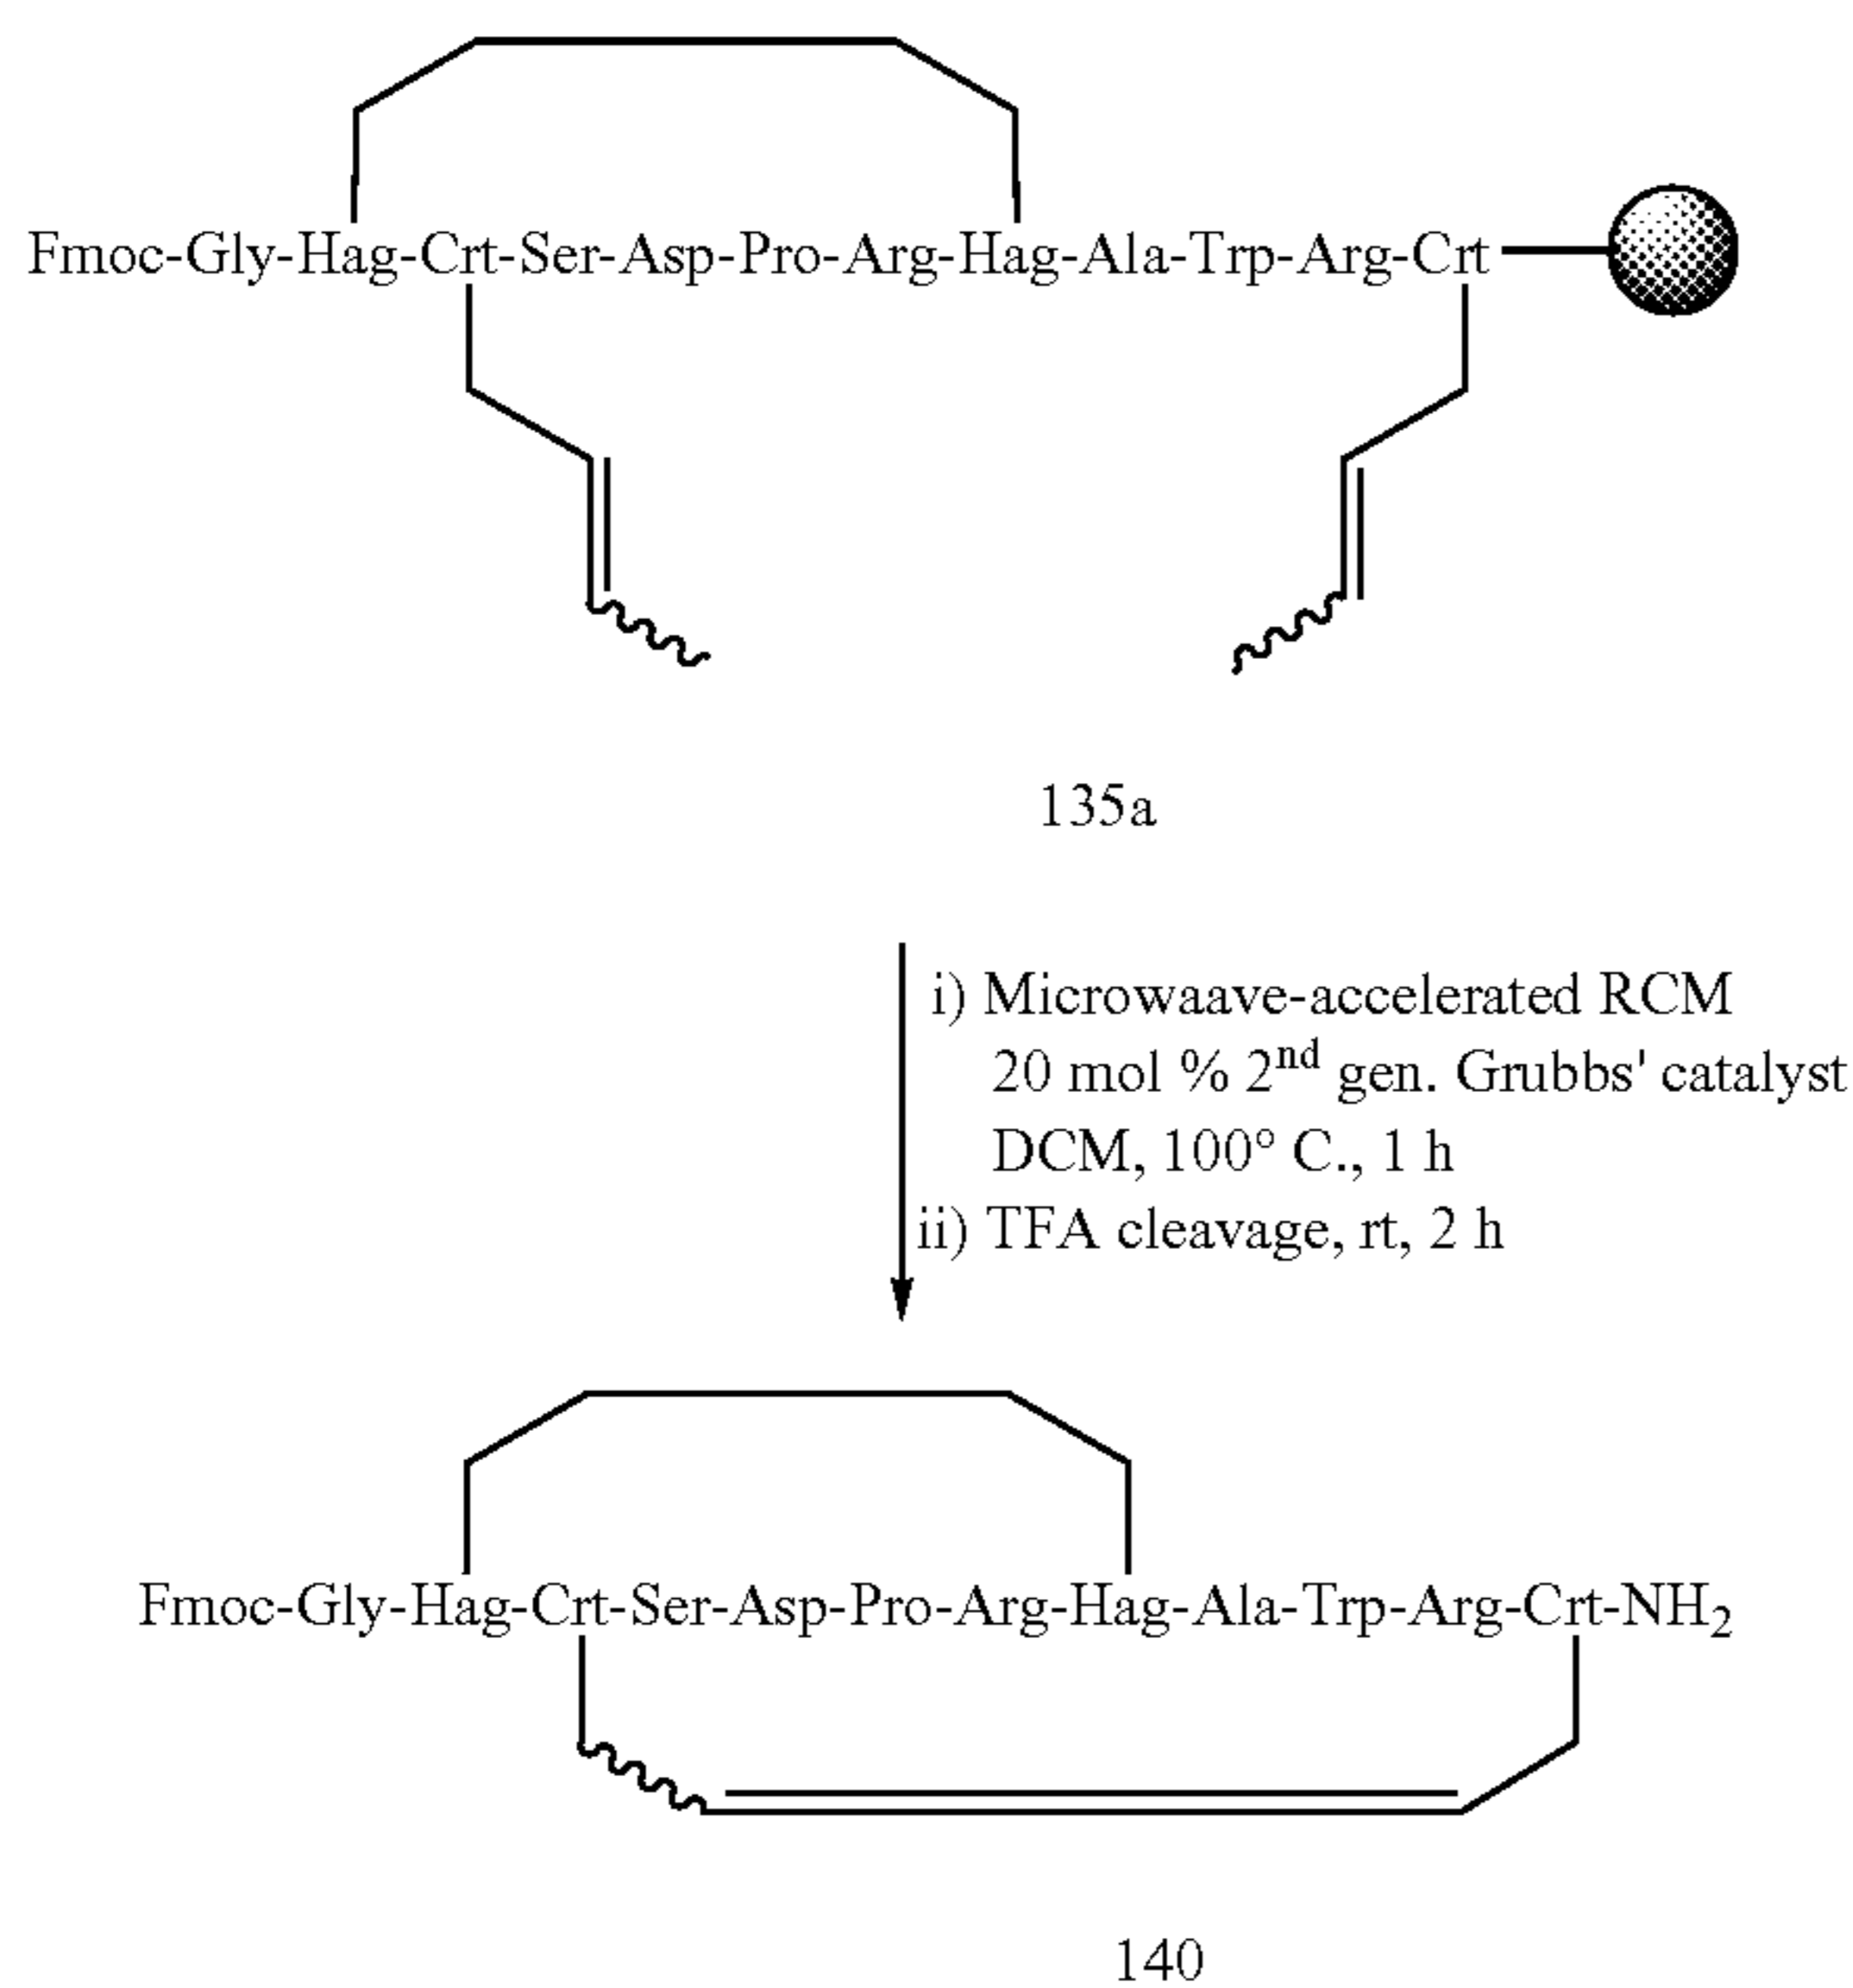 Fmoc-Gly-Hag-Crt-Ser-Asp-Pro-Arg-Hag-Ala-Trp-Arg-Crt
135a
i) Microwaave-accelerated RCM
20 mol % 2nd gen. Grubbs' catalyst
DCM, 100° C., 1 h
ii) TFA cleavage, rt, 2 h
Fmoc-Gly-Hag-Crt-Ser-Asp-Pro-Arg-Hag-Ala-Trp-Arg-Crt-NH2
140